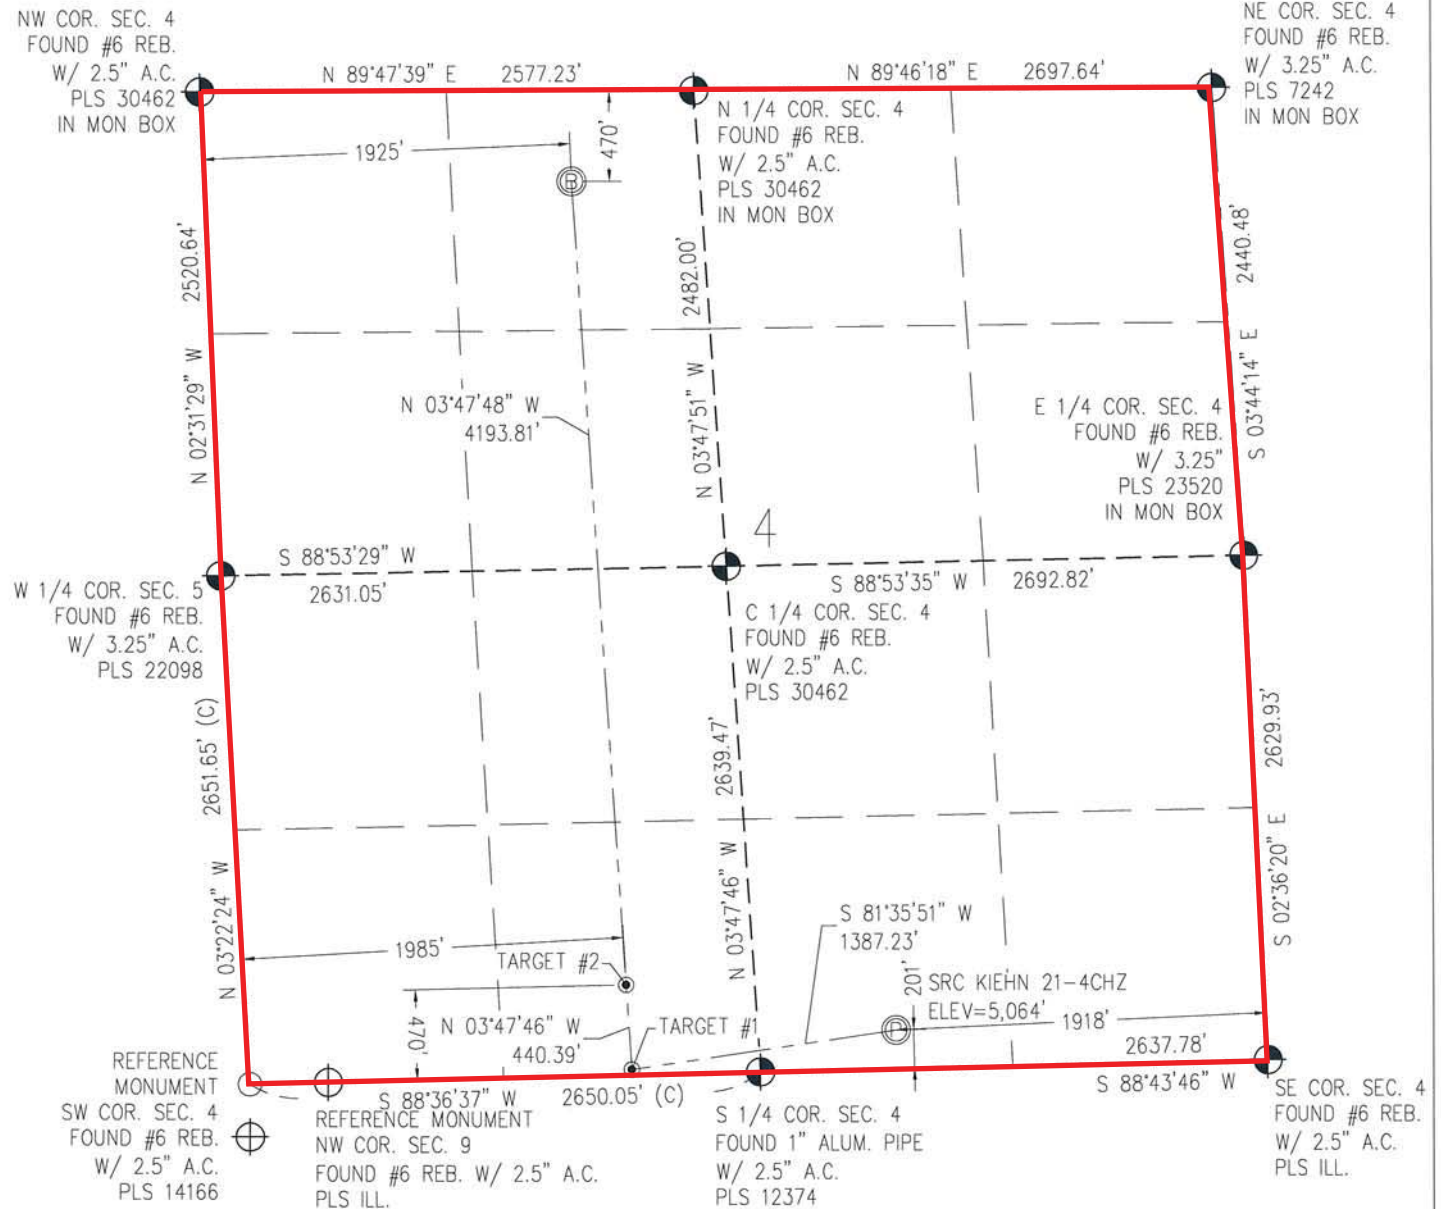 NW COR. SEC. 4
FOUND #6 REB.
W/ 2.5" A.C.
PLS 30462
IN MON BOX
N 89°47'39" E 2577.23'
N 89°46'18" E 2697.64'
NE COR. SEC. 4
FOUND #6 REB.
W/ 3.25" A.C.
PLS 7242
IN MON BOX
N 1/4 COR. SEC. 4
FOUND #6 REB.
W/ 2.5" A.C.
PLS 30462
IN MON BOX
1925'
470'
B
2520.64'
N 02°31'29" W
2482.00'
N 03°47'51" W
2440.48'
S 03°44'14" E
N 03°47'48" W
4193.81'
E 1/4 COR. SEC. 4
FOUND #6 REB.
W/ 3.25"
PLS 23520
IN MON BOX
4
S 88°53'29" W
2631.05'
S 88°53'35" W 2692.82'
W 1/4 COR. SEC. 5
FOUND #6 REB.
W/ 3.25" A.C.
PLS 22098
C 1/4 COR. SEC. 4
FOUND #6 REB.
W/ 2.5" A.C.
PLS 30462
2651.65' (C)
N 03°22'24" W
2639.47'
N 03°47'46" W
2629.93'
S 02°36'20" E
S 81°35'51" W
1387.23'
1985'
TARGET #2
470'
N 03°47'46" W
440.39'
TARGET #1
201'
SRC KIEHN 21-4CHZ
ELEV=5,064'
1918'
2637.78'
S 88°43'46" W
S 88°36'37" W 2650.05' (C)
REFERENCE
MONUMENT
SW COR. SEC. 4
FOUND #6 REB.
W/ 2.5" A.C.
PLS 14166
REFERENCE MONUMENT
NW COR. SEC. 9
FOUND #6 REB. W/ 2.5" A.C.
PLS ILL.
S 1/4 COR. SEC. 4
FOUND 1" ALUM. PIPE
W/ 2.5" A.C.
PLS 12374
SE COR. SEC. 4
FOUND #6 REB.
W/ 2.5" A.C.
PLS ILL.